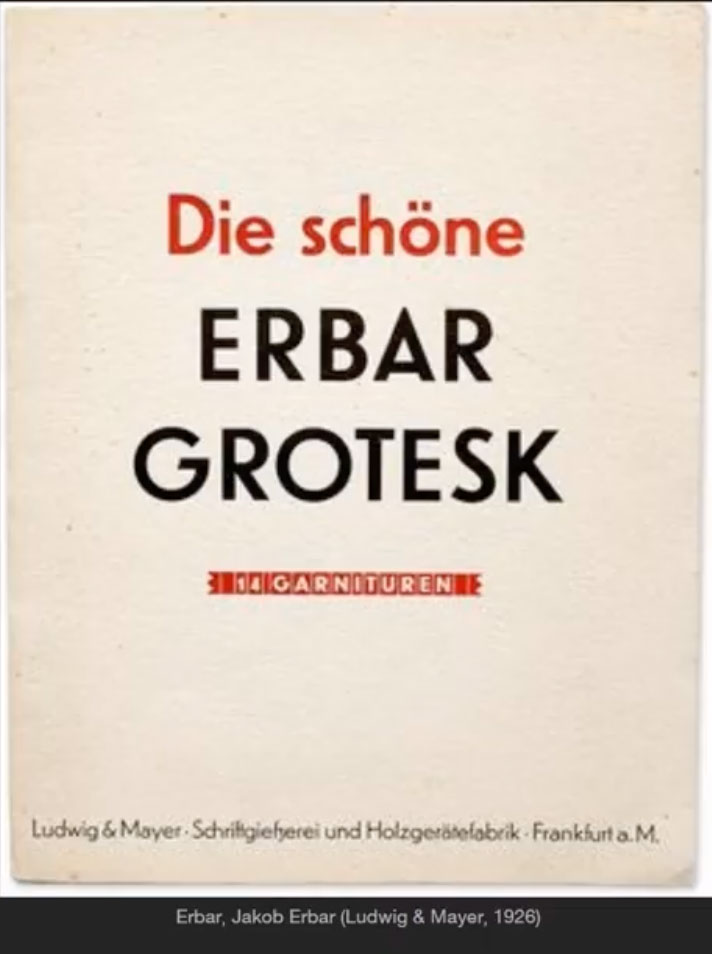 Die schöne
ERBAR
GROTESK
14 GARNITUREN
Ludwig & Mayer · Schriftgießerei und Holzgerätefabrik · Frankfurt a. M.
Erbar, Jakob Erbar (Ludwig & Mayer, 1926)